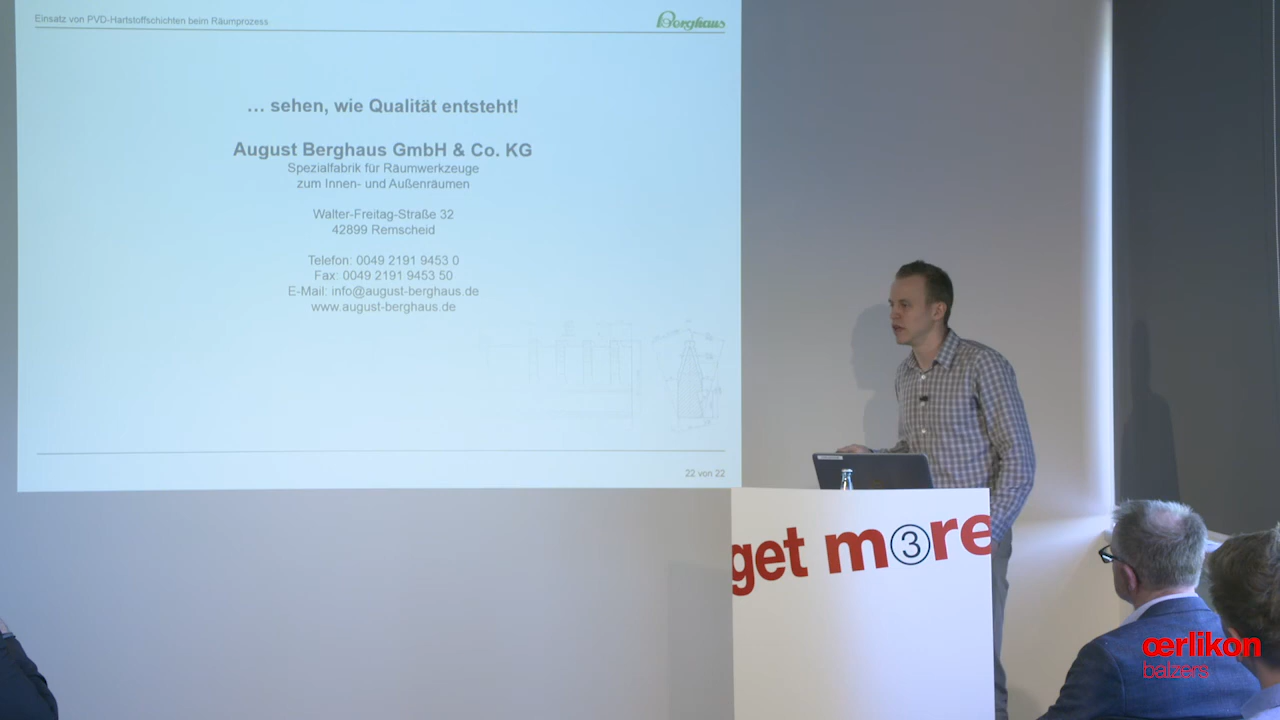 Einsatz von PVD-Hartstoffschichten beim Räumprozess
Berghaus
… sehen, wie Qualität entsteht!
August Berghaus GmbH & Co. KG
Spezialfabrik für Räumwerkzeuge
zum Innen- und Außenräumen
Walter-Freitag-Straße 32
42899 Remscheid
Telefon: 0049 2191 9453 0
Fax: 0049 2191 9453 50
E-Mail: info@august-berghaus.de
www.august-berghaus.de
22 von 22
get m③re
œrlikon
balzers